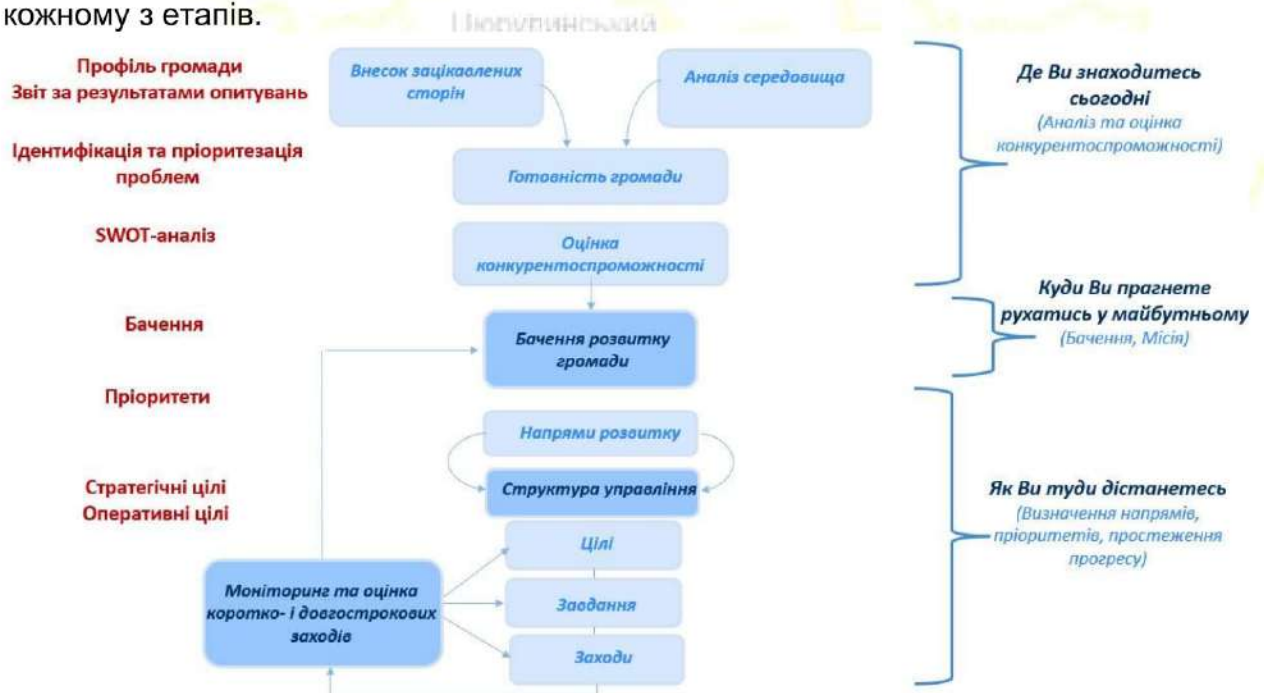 кожному з етапів.
Цюрупинський
Профіль громади
Звіт за результатами опитувань
Ідентифікація та пріоритезація
проблем
SWOT-аналіз
Бачення
Пріоритети
Стратегічні цілі
Оперативні цілі
Внесок зацікавлених
сторін
Аналіз середовища
Готовність громади
Оцінка
конкурентоспроможності
Бачення розвитку
громади
Напрями розвитку
Структура управління
Цілі
Завдання
Заходи
Моніторинг та оцінка
коротко- і довгострокових
заходів
Де Ви знаходитесь
сьогодні
(Аналіз та оцінка
конкурентоспроможності)
Куди Ви прагнете
рухатись у майбутньому
(Бачення, Місія)
Як Ви туди дістанетесь
(Визначення напрямів,
пріоритетів, простеження
прогресу)